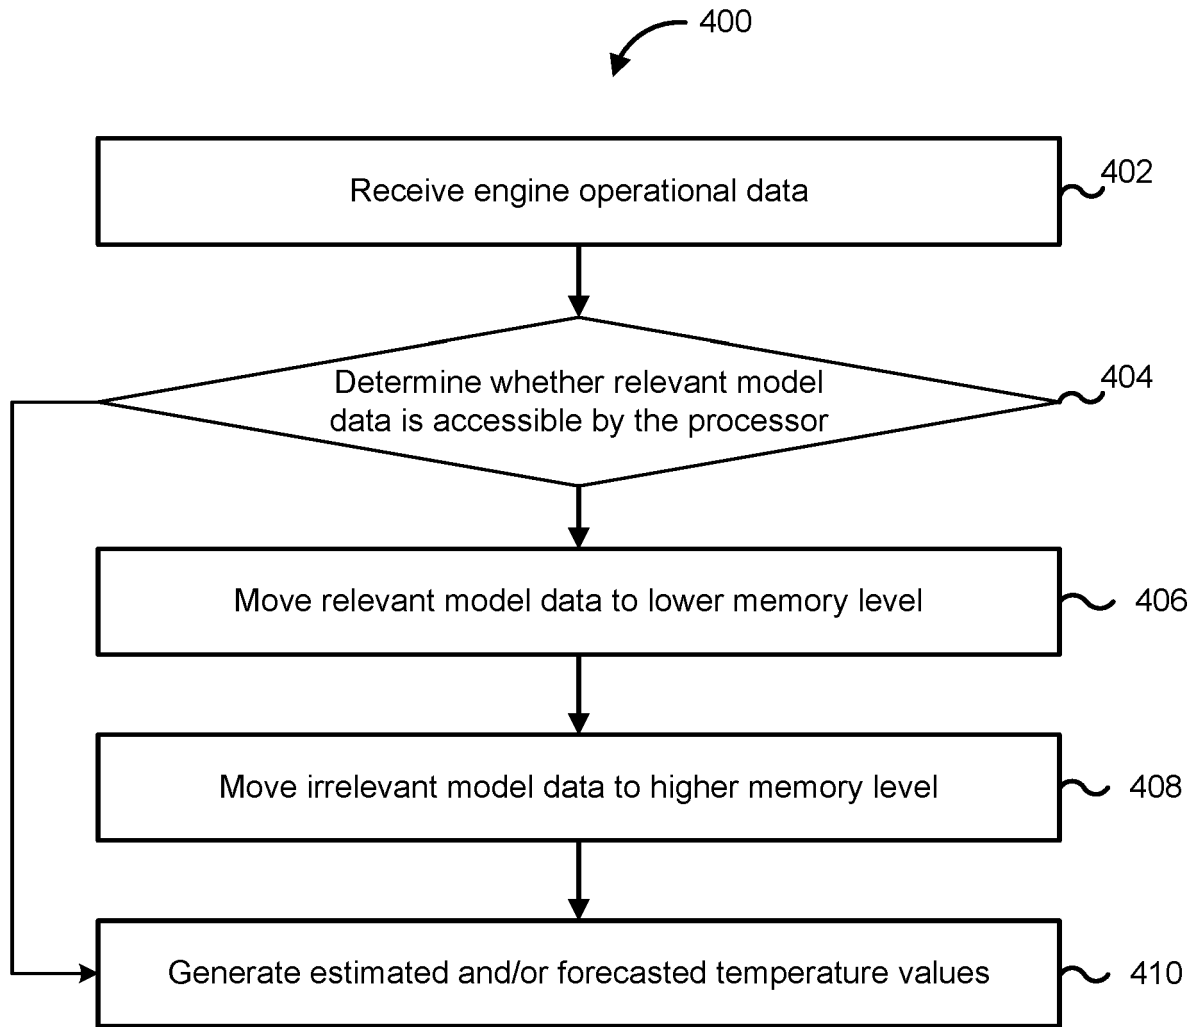 400
Receive engine operational data
402
Determine whether relevant model
data is accessible by the processor
404
Move relevant model data to lower memory level
406
Move irrelevant model data to higher memory level
408
Generate estimated and/or forecasted temperature values
410